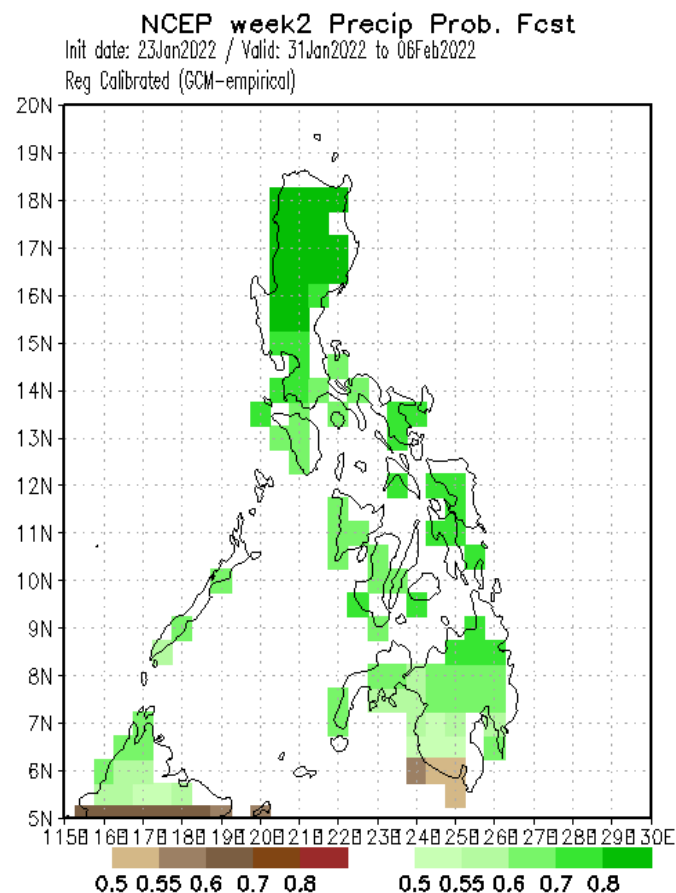 NCEP week2 Precip Prob. Fcst
Init date: 23Jan2022 / Valid: 31Jan2022 to 06Feb2022
Reg Calibrated (GCM-empirical)
20N
19N
18N
17N
16N
15N
14N
13N
12N
11N
10N
9N
8N
7N
6N
5N
0.5 0.55 0.6 0.7 0.8
0.5 0.55 0.6 0.7 0.8